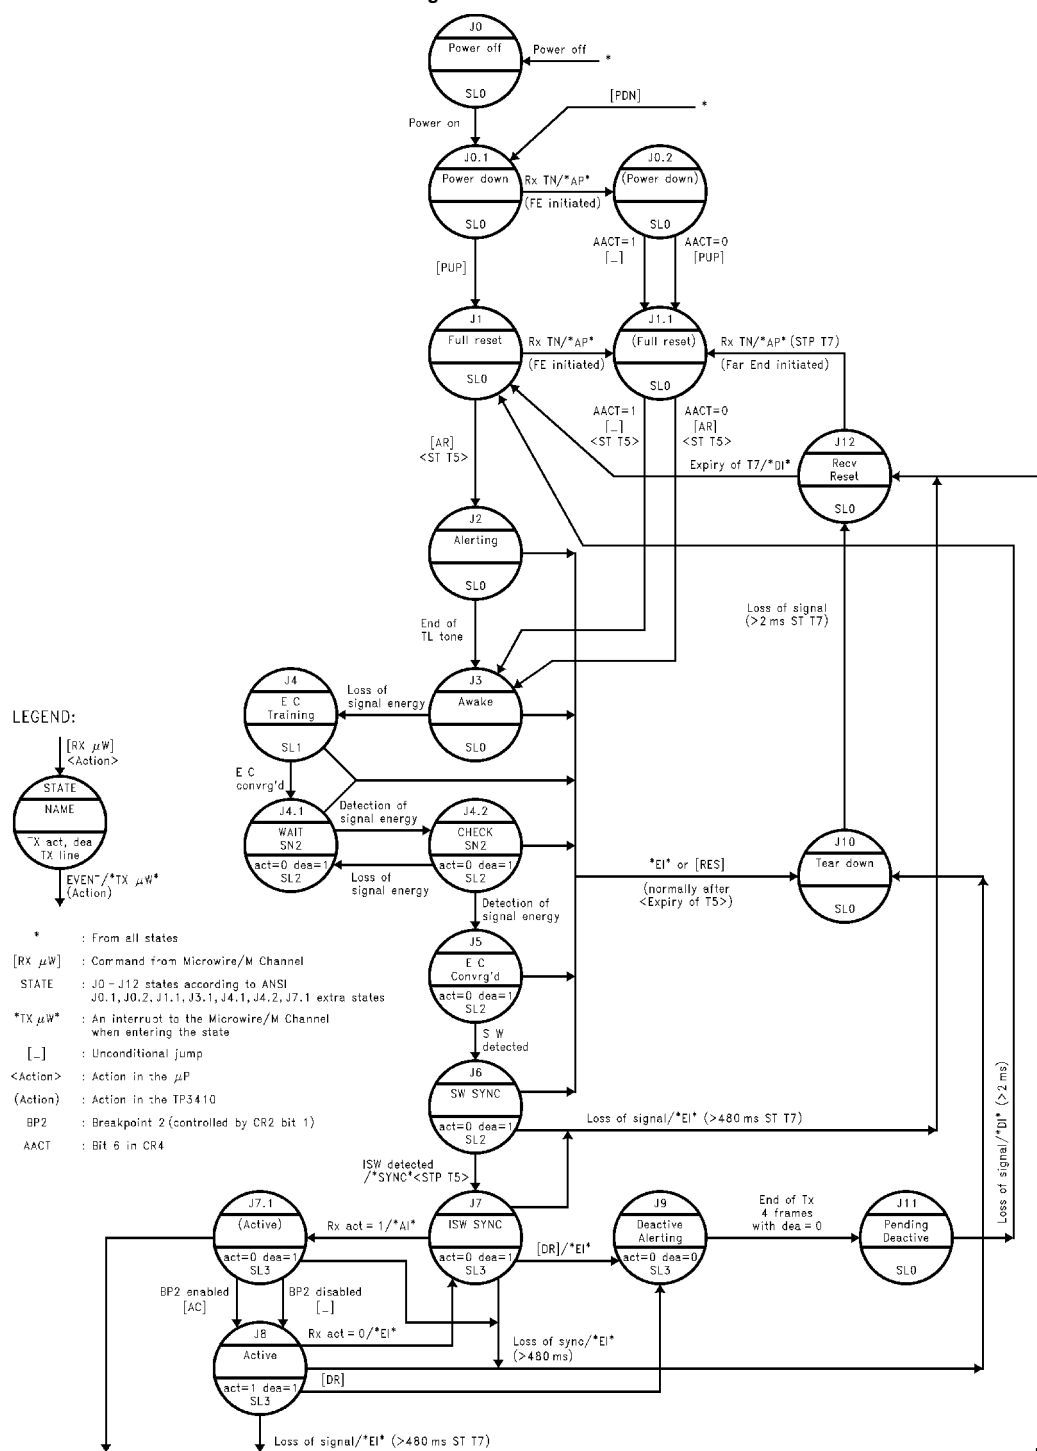 J0
Power off
SL0
Power off
*
[PDN]
*
Power on
J0.1
Power down
SL0
Rx TN/*AP*
(FE initiated)
J0.2
(Power down)
SL0
AACT=1
[_]
AACT=0
[PUP]
[PUP]
J1
Full reset
SL0
Rx TN/*AP*
(FE initiated)
J1.1
(Full reset)
SL0
Rx TN/*AP* (STP T7)
(Far End initiated)
AACT=1
[_]
<ST T5>
AACT=0
[AR]
<ST T5>
[AR]
<ST T5>
Expiry of T7/*DI*
J12
Recv
Reset
SL0
J2
Alerting
SL0
End of
TL tone
Loss of signal
(>2 ms ST T7)
J3
Awake
SL0
Loss of
signal energy
J4
E C
Training
SL1
E C
convrg'd
J4.1
WAIT
SN2
act=0 dea=1
SL2
Detection of
signal energy
Loss of
signal energy
J4.2
CHECK
SN2
act=0 dea=1
SL2
Detection of
signal energy
*EI* or [RES]
(normally after
<Expiry of T5>)
J10
Tear down
SL0
J5
E C
Convrg'd
act=0 dea=1
SL2
S W
detected
J6
SW SYNC
act=0 dea=1
SL2
Loss of signal/*EI* (>480 ms ST T7)
Loss of signal/*DI* (>2 ms)
ISW detected
/*SYNC*<STP T5>
J7
ISW SYNC
act=0 dea=1
SL3
Rx act = 1/*AI*
J7.1
(Active)
act=0 dea=1
SL3
[DR]/*EI*
J9
Deactive
Alerting
act=0 dea=0
SL3
End of Tx
4 frames
with dea = 0
J11
Pending
Deactive
SL0
BP2 enabled
[AC]
BP2 disabled
[_]
Rx act = 0/*EI*
Loss of sync/*EI*
(>480 ms)
J8
Active
act=1 dea=1
SL3
[DR]
Loss of signal/*EI* (>480 ms ST T7)
LEGEND:
[RX μW]
<Action>
STATE
NAME
TX act, dea
TX line
EVENT/*TX μW*
(Action)
* : From all states
[RX μW] : Command from Microwire/M Channel
STATE : J0 – J12 states according to ANSI
J0.1, J0.2, J1.1, J3.1, J4.1, J4.2, J7.1 extra states
*TX μW* : An interrupt to the Microwire/M Channel
when entering the state
[_] : Unconditional jump
<Action> : Action in the μP
(Action) : Action in the TP3410
BP2 : Breakpoint 2 (controlled by CR2 bit 1)
AACT : Bit 6 in CR4